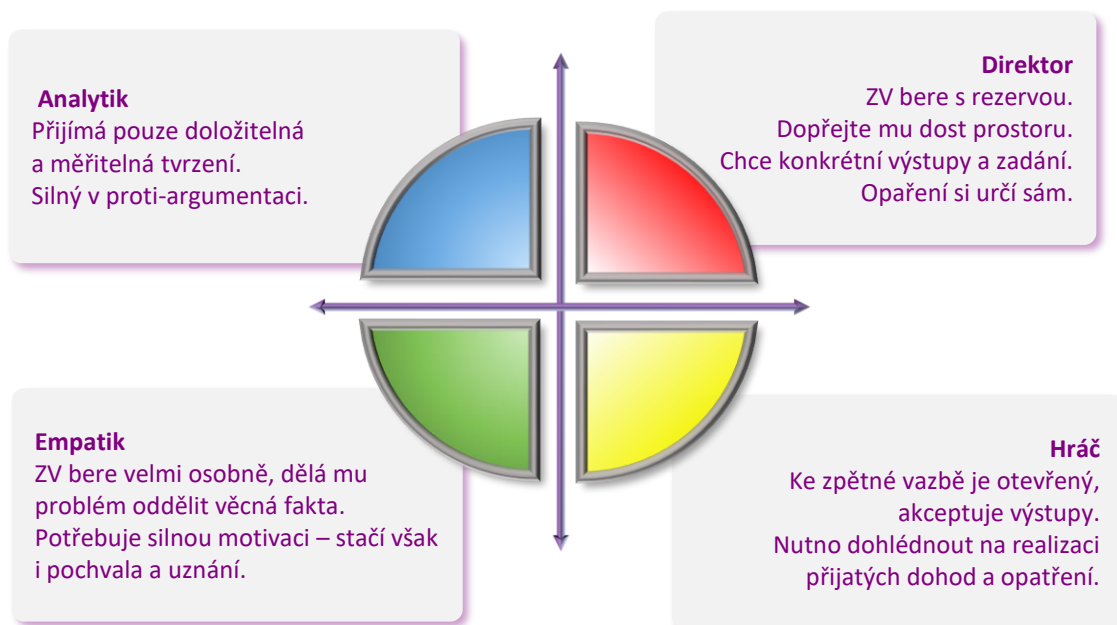 Analytik
Přijímá pouze doložitelná
a měřitelná tvrzení.
Silný v proti-argumentaci.
Direktor
ZV bere s rezervou.
Dopřejte mu dost prostoru.
Chce konkrétní výstupy a zadání.
Opaření si určí sám.
Empatik
ZV bere velmi osobně, dělá mu
problém oddělit věcná fakta.
Potřebuje silnou motivaci – stačí však
i pochvala a uznání.
Hráč
Ke zpětné vazbě je otevřený,
akceptuje výstupy.
Nutno dohlédnout na realizaci
přijatých dohod a opatření.